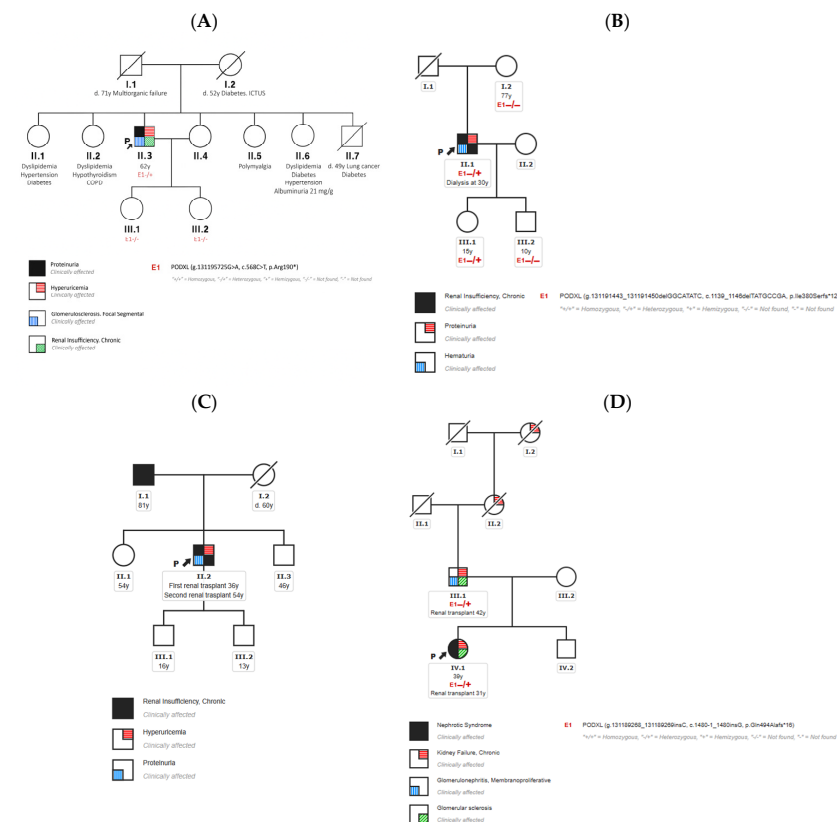 (A)
I.1
d. 71y Multiorganic failure
I.2
d. 52y Diabetes. ICTUS
P
II.1
Dyslipidemia
Hypertension
Diabetes
II.2
Dyslipidemia
Hypothyroidism
COPD
II.3
62y
E1-/+
II.4
II.5
Polymyalgia
II.6
Dyslipidemia
Diabetes
Hypertension
Albuminuria 21 mg/g
II.7
d. 49y Lung cancer
Diabetes
III.1
E1-/-
III.2
E1-/-
Proteinuria
Clinically affected
Hyperuricemia
Clinically affected
Glomerulosclerosis, Focal Segmental
Clinically affected
Renal Insufficiency, Chronic
Clinically affected
E1 PODXL (g.131195725G>A, c.568C>T, p.Arg190*)
"+/+" = Homozygous, "-/+" = Heterozygous, "+" = Hemizygous, "-/-" = Not found, "-" = Not found
(B)
I.1
I.2
77y
E1-/-
P
II.1
E1-/+
Dialysis at 30y
II.2
III.1
15y
E1-/+
III.2
10y
E1-/-
Renal Insufficiency, Chronic
Clinically affected
Proteinuria
Clinically affected
Hematuria
Clinically affected
E1 PODXL (g.131191443_131191450delGGCATATC, c.1139_1146delTATGCCGA, p.Ile380Serfs*12
"+/+" = Homozygous, "-/+" = Heterozygous, "+" = Hemizygous, "-/-" = Not found, "-" = Not found
(C)
I.1
81y
I.2
d. 60y
P
II.1
54y
II.2
First renal trasplant 36y
Second renal trasplant 54y
II.3
46y
III.1
16y
III.2
13y
Renal Insufficiency, Chronic
Clinically affected
Hyperuricemia
Clinically affected
Proteinuria
Clinically affected
(D)
I.1
I.2
II.1
II.2
III.1
E1-/+
Renal transplant 42y
III.2
P
IV.1
39y
E1-/+
Renal transplant 31y
IV.2
Nephrotic Syndrome
Clinically affected
Kidney Failure, Chronic
Clinically affected
Glomerulonephritis, Membranoproliferative
Clinically affected
Glomerular sclerosis
Clinically affected
E1 PODXL (g.131189268_131189269insC, c.1480-1_1480insG, p.Gln494Alafs*16)
"+/+" = Homozygous, "-/+" = Heterozygous, "+" = Hemizygous, "-/-" = Not found, "-" = Not found